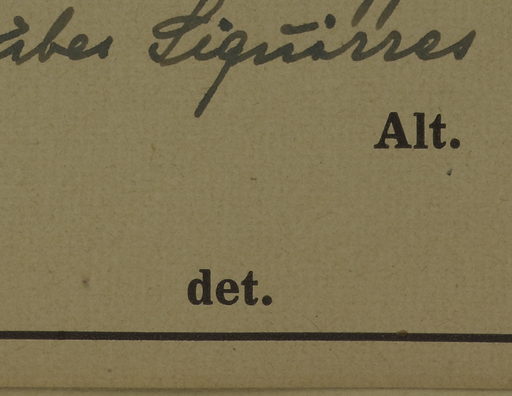 Siquirres
Alt.
det.